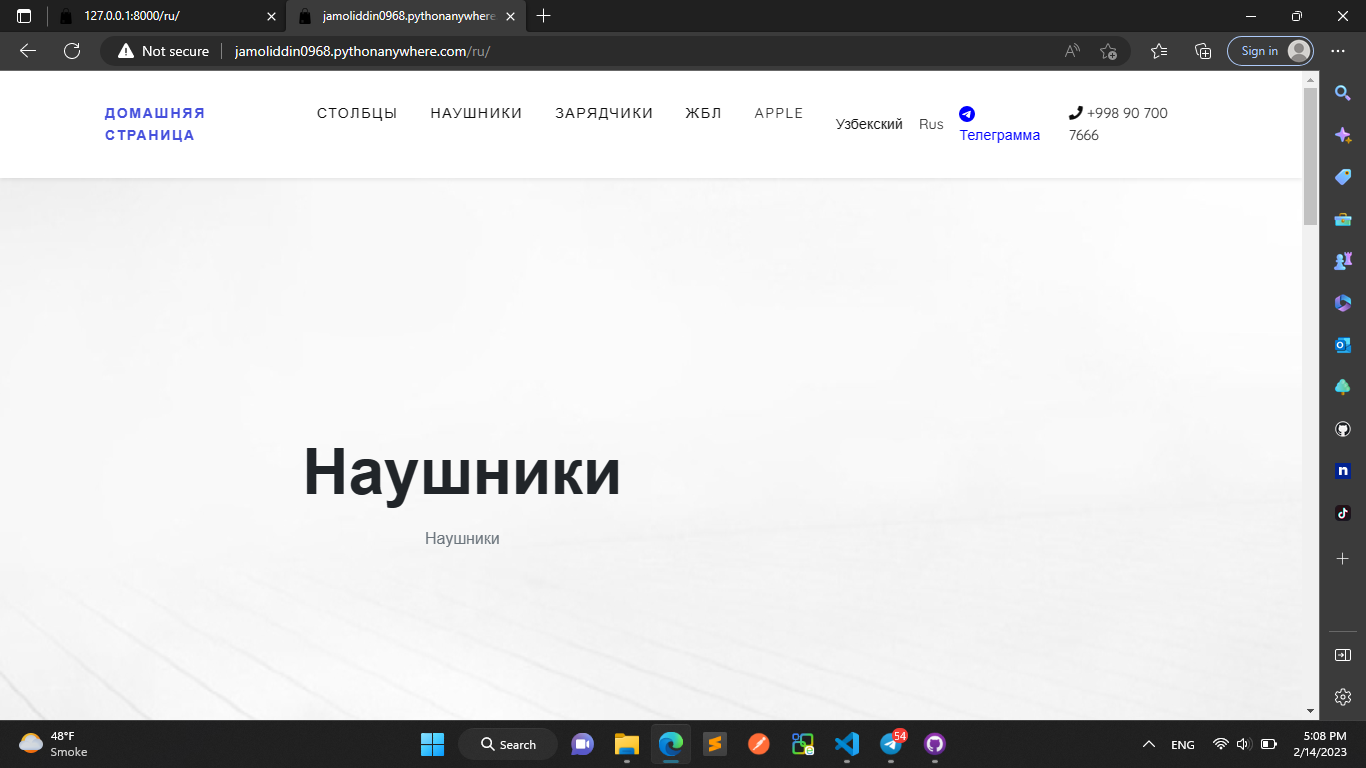 127.0.0.1:8000/ru/
jamoliddin0968.pythonanywhere
Not secure
jamoliddin0968.pythonanywhere.com/ru/
Sign in
ДОМАШНЯЯ
СТРАНИЦА
СТОЛБЦЫ
НАУШНИКИ
ЗАРЯДЧИКИ
ЖБЛ
APPLE
Узбекский
Rus
Телеграмма
+998 90 700
7666
Наушники
Наушники
48°F
Smoke
Search
54
ENG
5:08 PM
2/14/2023